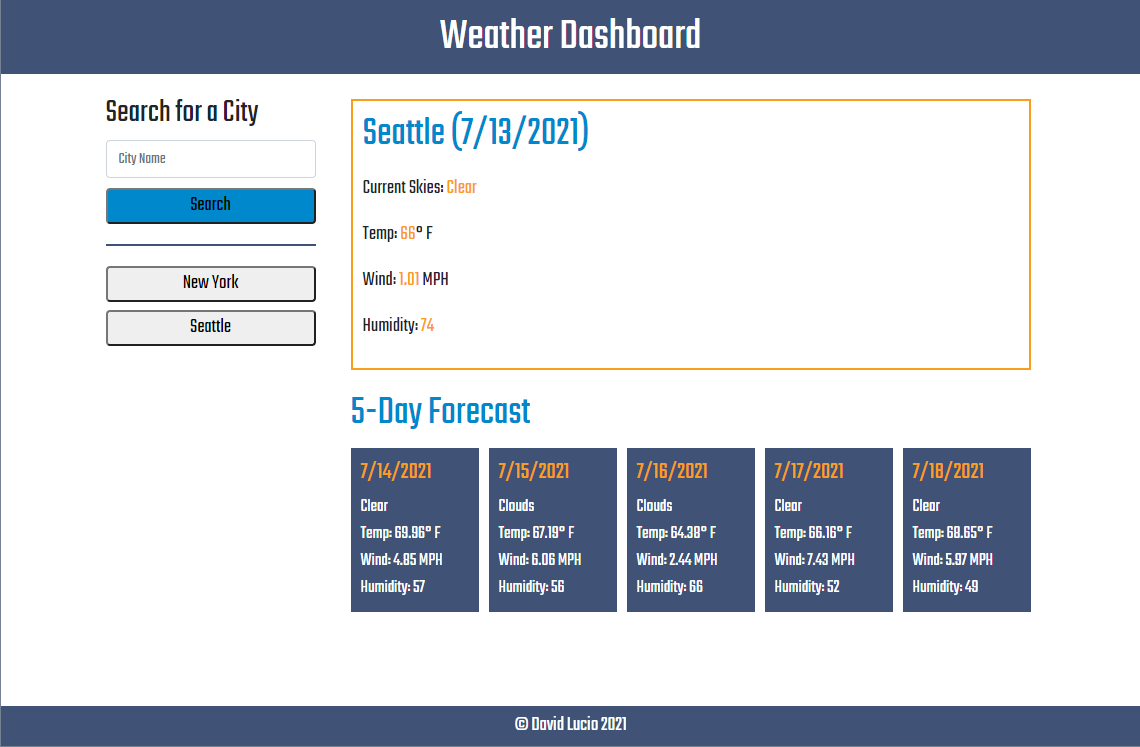 Weather Dashboard
Search for a City
City Name
Search
New York
Seattle
Seattle (7/13/2021)
Current Skies: Clear
Temp: 66° F
Wind: 1.01 MPH
Humidity: 74
5-Day Forecast
7/14/2021
Clear
Temp: 69.96° F
Wind: 4.85 MPH
Humidity: 57
7/15/2021
Clouds
Temp: 67.19° F
Wind: 6.06 MPH
Humidity: 56
7/16/2021
Clouds
Temp: 64.38° F
Wind: 2.44 MPH
Humidity: 66
7/17/2021
Clear
Temp: 66.16° F
Wind: 7.43 MPH
Humidity: 52
7/18/2021
Clear
Temp: 68.65° F
Wind: 5.97 MPH
Humidity: 49
© David Lucio 2021